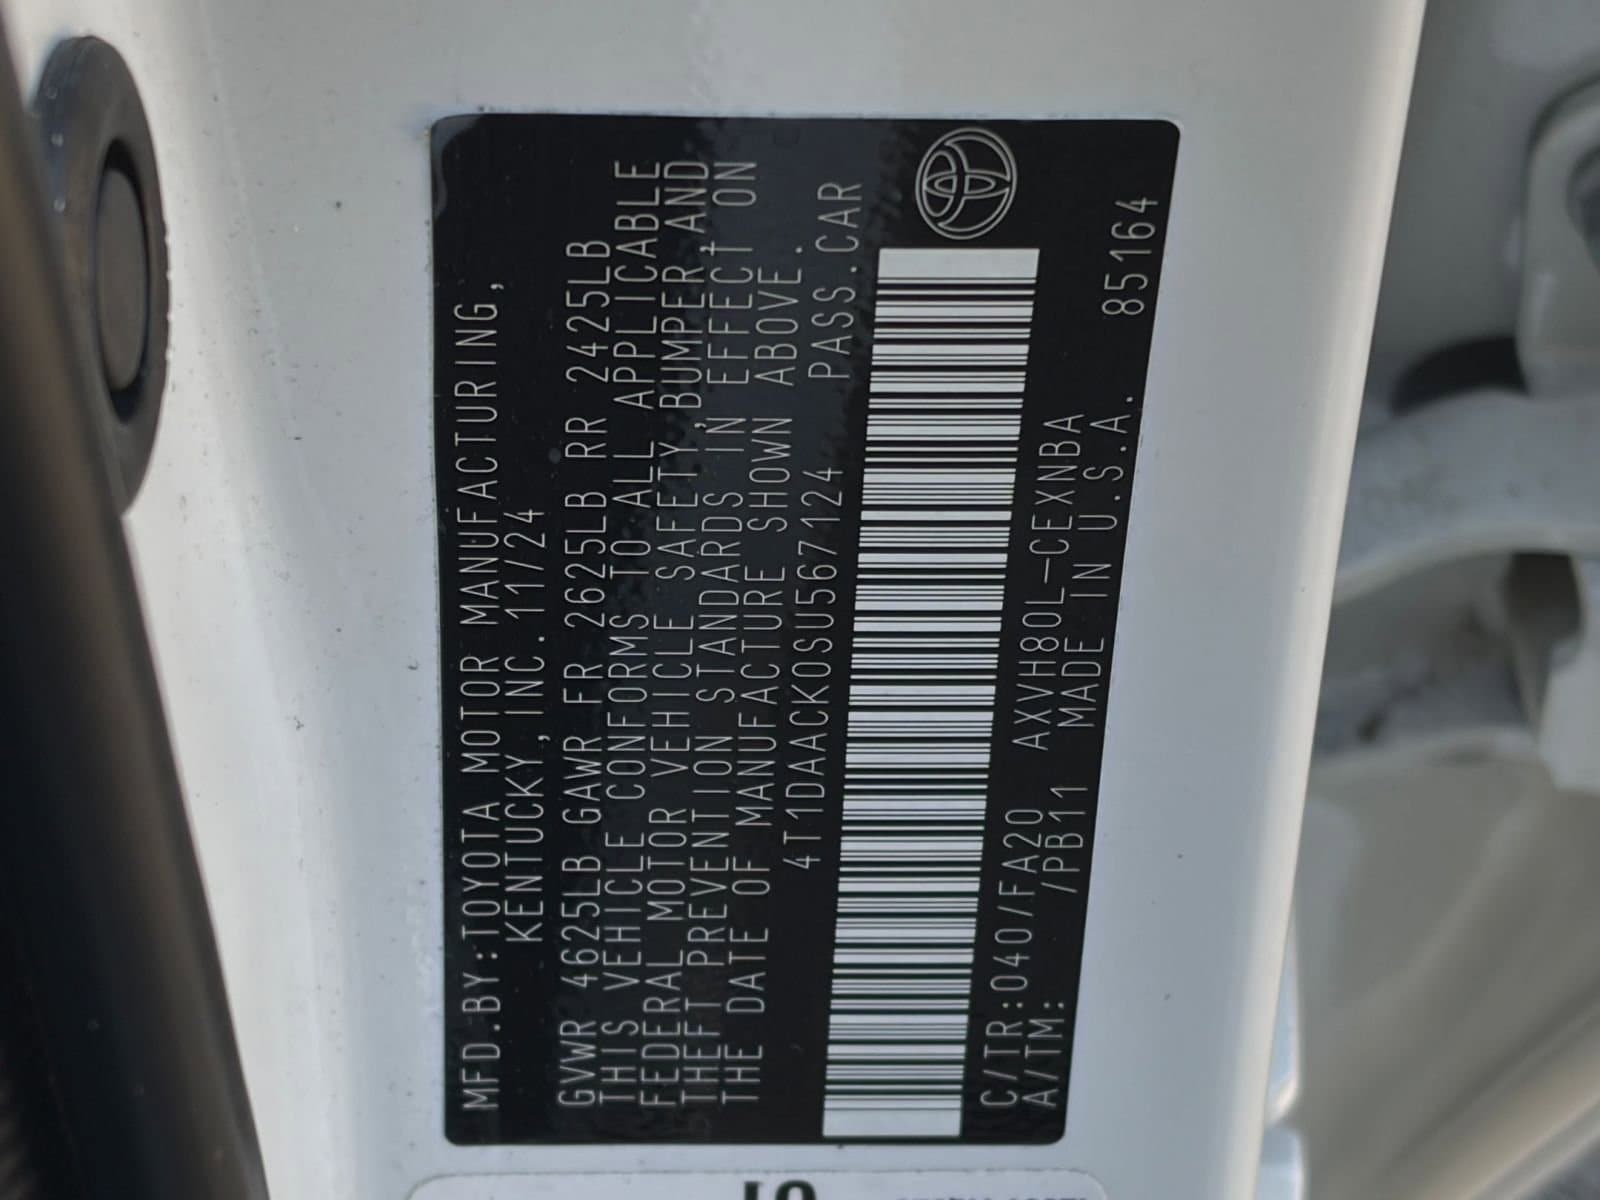 MFD.BY:TOYOTA MOTOR MANUFACTURING,
KENTUCKY,INC.11/24
GVWR 4625LB GAWR FR 2625LB RR 2425LB
THIS VEHICLE CONFORMS TO ALL APPLICABLE
FEDERAL MOTOR VEHICLE SAFETY,BUMPER,AND
THEFT PREVENTION STANDARDS IN EFFECT ON
THE DATE OF MANUFACTURE SHOWN ABOVE.
4T1DAACK0SU567124 PASS.CAR
C/TR:040/FA20 AXVH80L-CEXNBA 85164
A/TM: /PB11 MADE IN U.S.A.